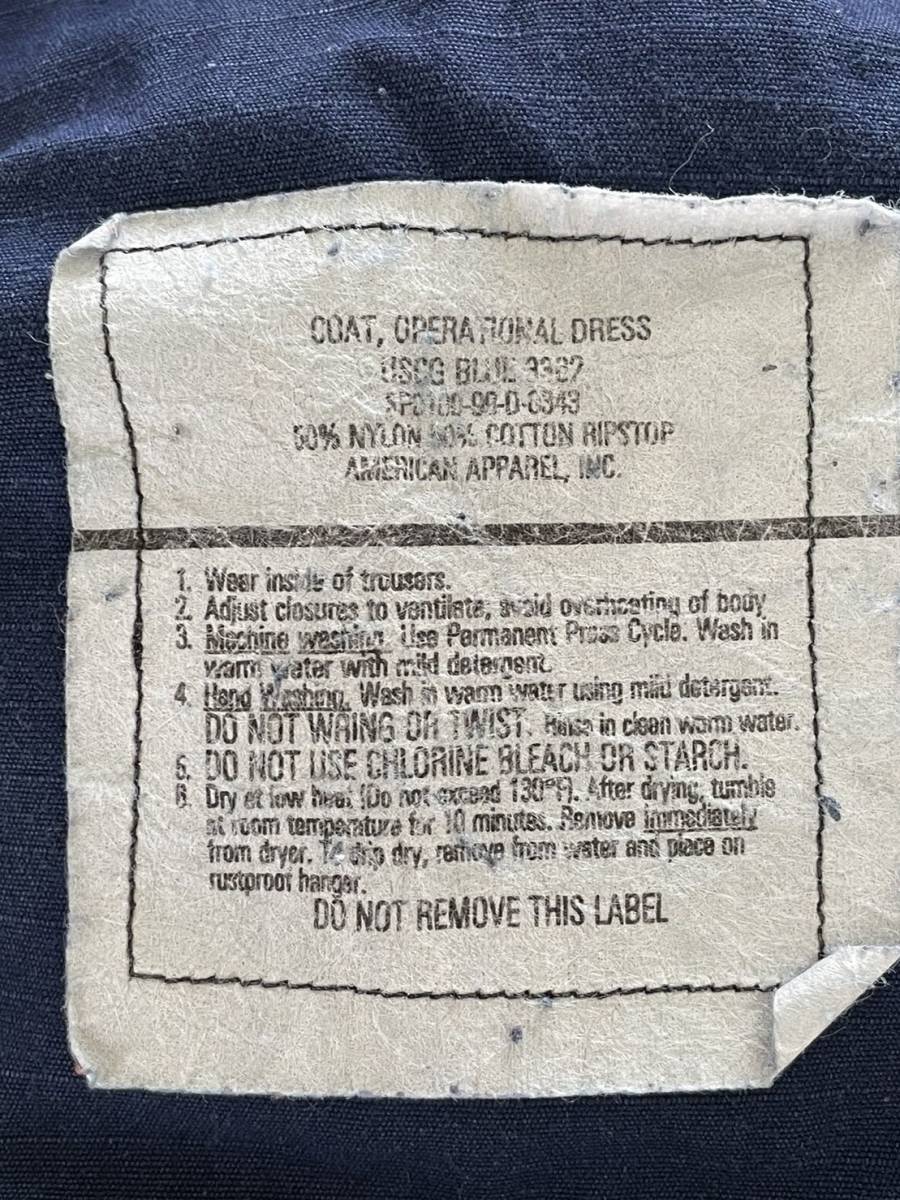 COAT, OPERATIONAL DRESS
USCG BLUE 3362
SPO100-99-D-0343
50% NYLON 50% COTTON RIPSTOP
AMERICAN APPAREL, INC.
1. Wear inside of trousers.
2. Adjust closures to ventilate, avoid overheating of body
3. Machine washing. Use Permanent Press Cycle. Wash in
warm water with mild detergent.
4. Hand Washing. Wash in warm water using mild detergent.
DO NOT WRING OR TWIST. Rinse in clean warm water.
5. DO NOT USE CHLORINE BLEACH OR STARCH.
6. Dry at low heat (Do not exceed 130°F). After drying, tumble
at room temperature for 10 minutes. Remove immediately
from dryer. To drip dry, remove from water and place on
rustproof hanger.
DO NOT REMOVE THIS LABEL